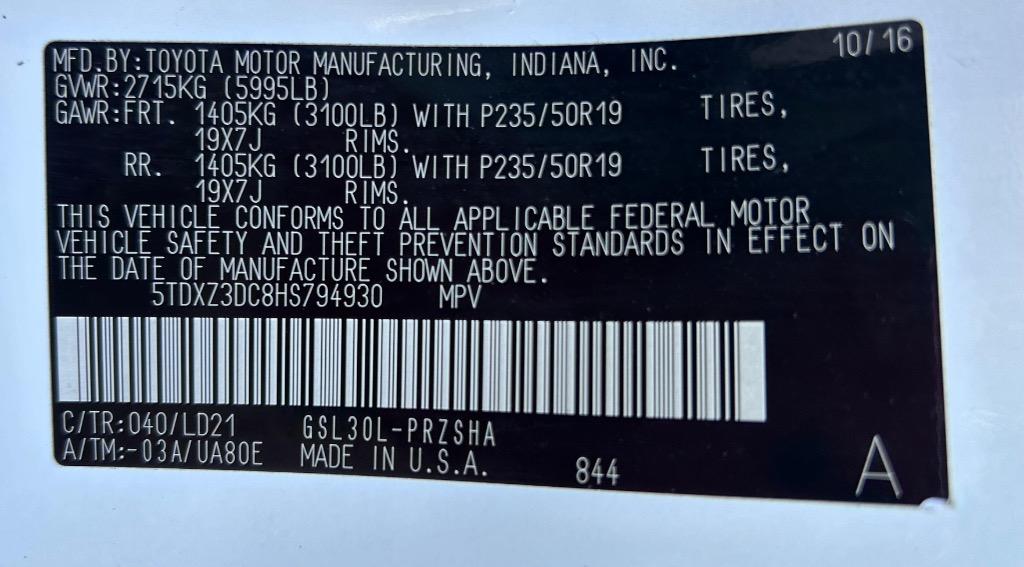 10/16
MFD.BY:TOYOTA MOTOR MANUFACTURING, INDIANA, INC.
GVWR:2715KG (5995LB)
GAWR:FRT. 1405KG (3100LB) WITH P235/50R19 TIRES,
19X7J RIMS.
RR. 1405KG (3100LB) WITH P235/50R19 TIRES,
19X7J RIMS.
THIS VEHICLE CONFORMS TO ALL APPLICABLE FEDERAL MOTOR
VEHICLE SAFETY AND THEFT PREVENTION STANDARDS IN EFFECT ON
THE DATE OF MANUFACTURE SHOWN ABOVE.
5TDXZ3DC8HS794930 MPV
C/TR:040/LD21 GSL30L-PRZSHA
A/TM:-03A/UA80E MADE IN U.S.A. 844 A